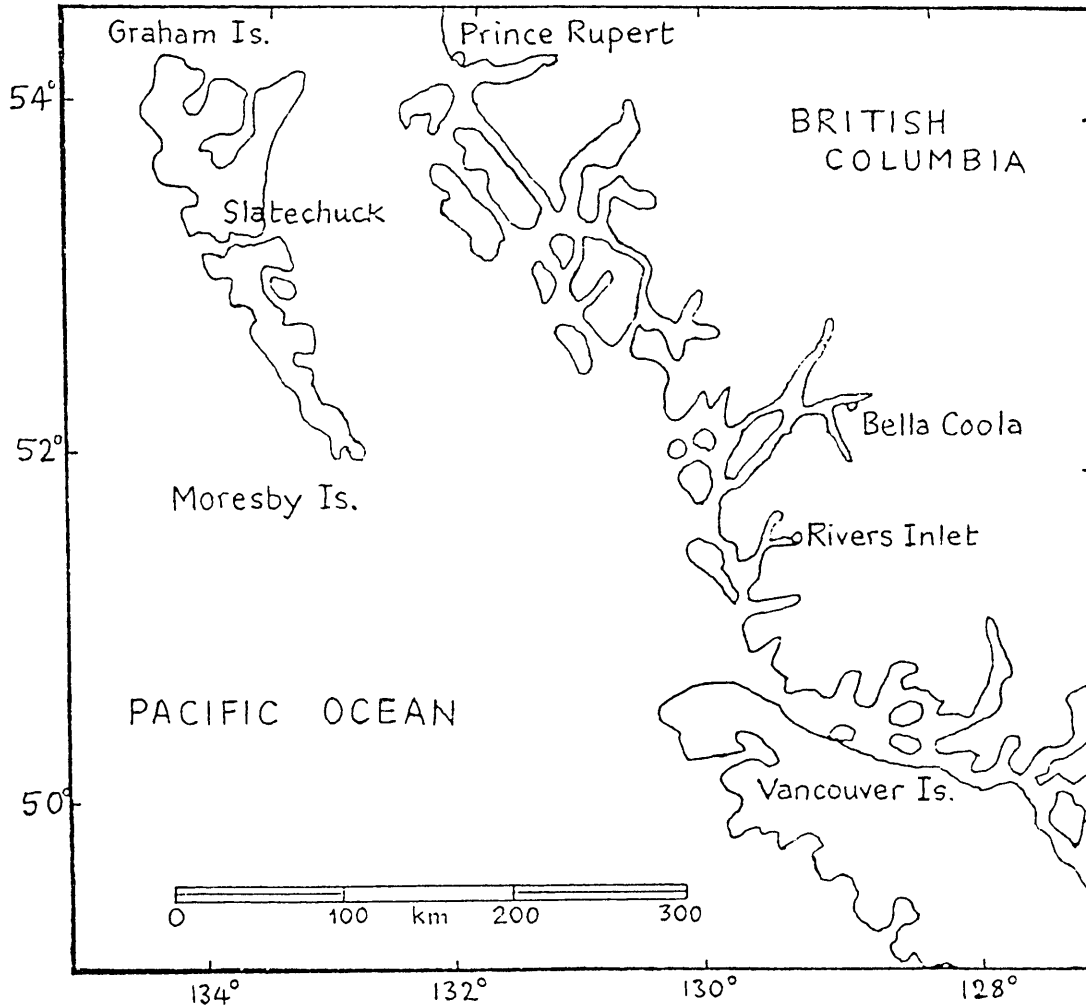 Graham Is.
Prince Rupert
54°
BRITISH
COLUMBIA
Slatechuck
Bella Coola
52°
Moresby Is.
Rivers Inlet
PACIFIC OCEAN
Vancouver Is.
50°
0 100 km 200 300
134° 132° 130° 128°